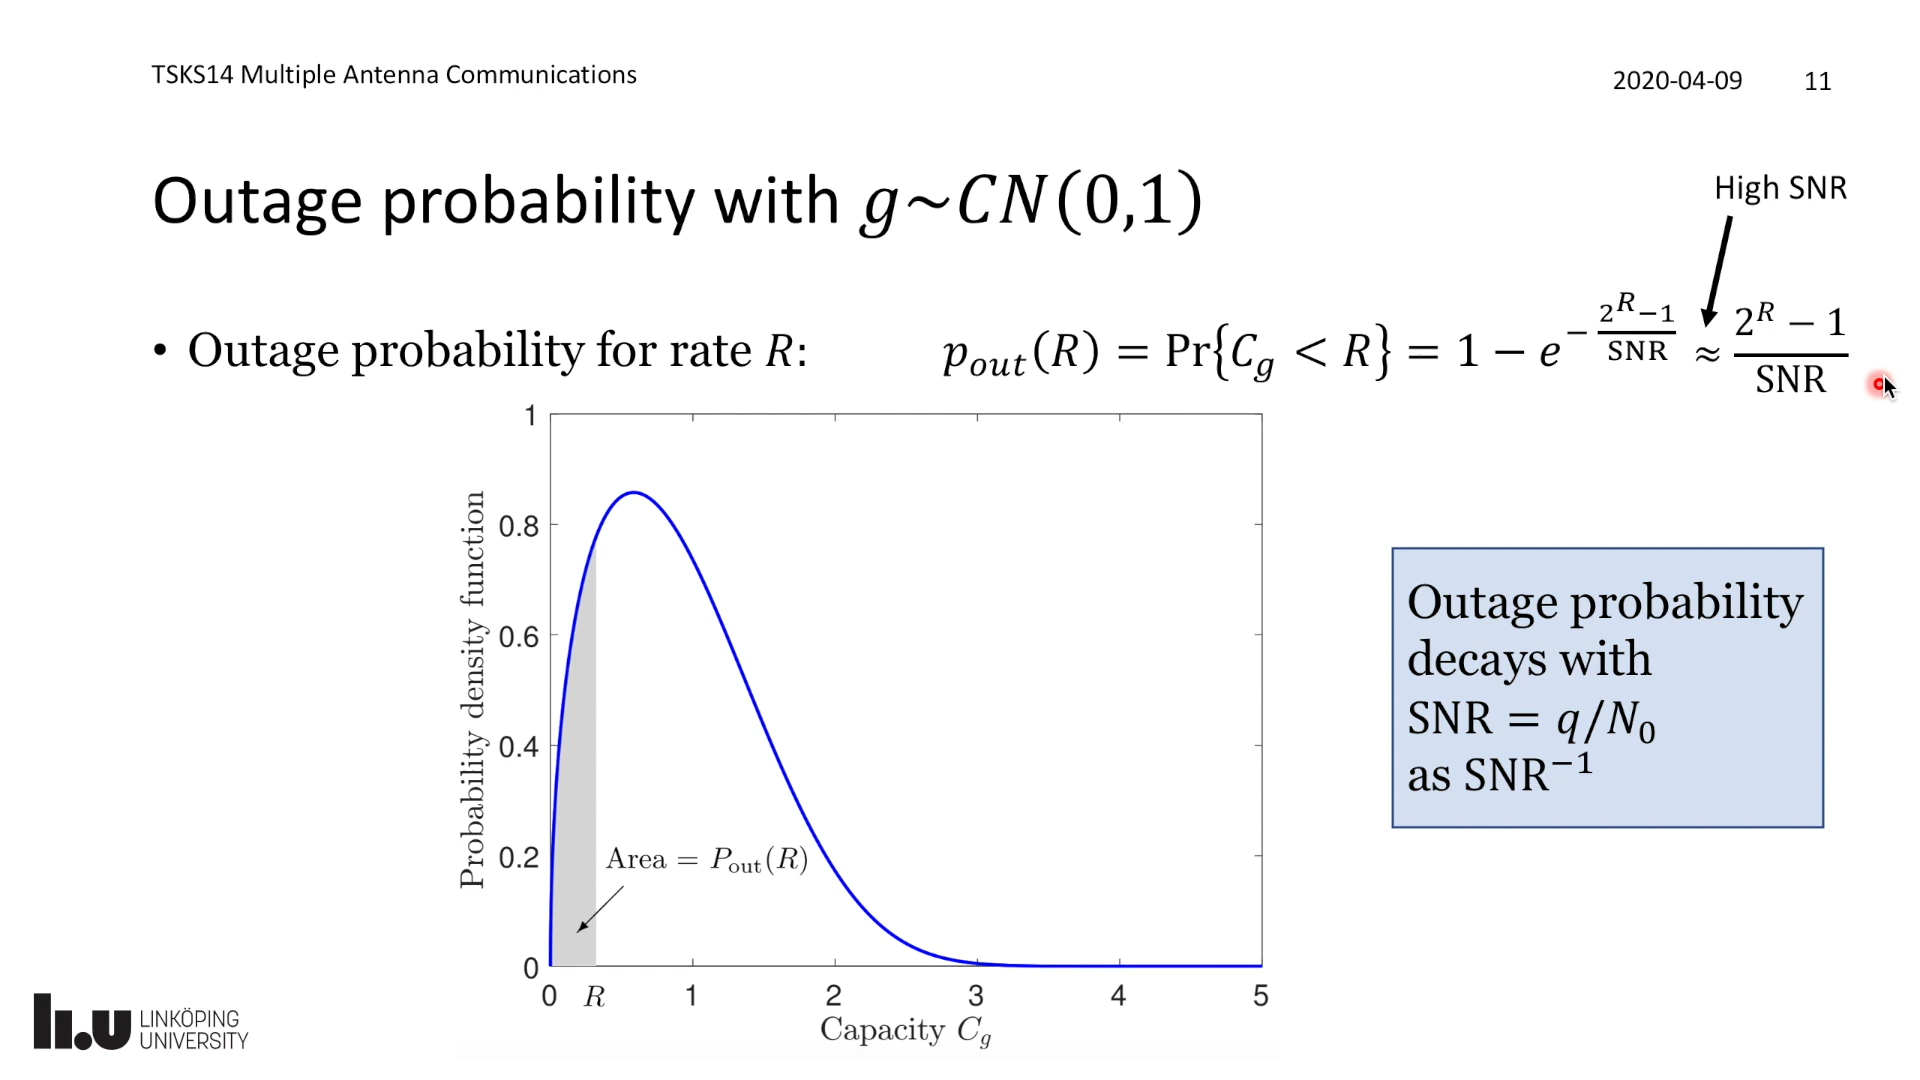 TSKS14 Multiple Antenna Communications
2020-04-09 11
Outage probability with g~CN(0,1)
High SNR
• Outage probability for rate R: p_out(R) = Pr{C_g < R} = 1 − e^{−(2^R−1)/SNR} ≈ (2^R − 1)/SNR
1
0.8
0.6
0.4
0.2
0
Probability density function
Area = P_out(R)
0 R 1 2 3 4 5
Capacity C_g
Outage probability
decays with
SNR = q/N_0
as SNR^{−1}
LINKÖPING
UNIVERSITY
li.u